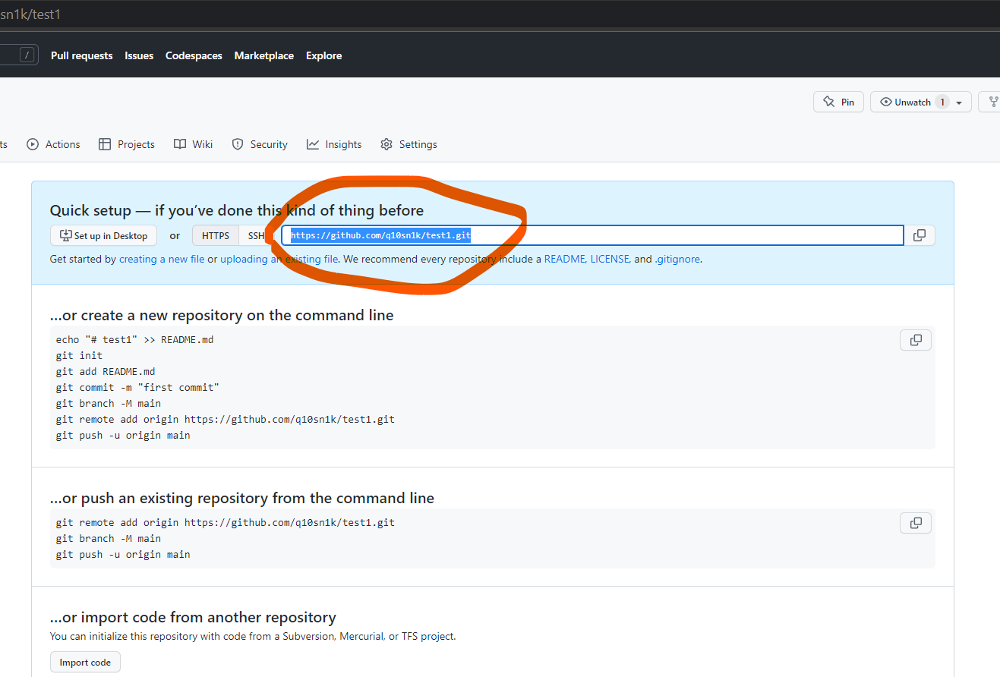 sn1k/test1
/ Pull requests Issues Codespaces Marketplace Explore
Pin Unwatch 1
ts Actions Projects Wiki Security Insights Settings
Quick setup — if you’ve done this kind of thing before
Set up in Desktop or HTTPS SSH https://github.com/q10sn1k/test1.git
Get started by creating a new file or uploading an existing file. We recommend every repository include a README, LICENSE, and .gitignore.
…or create a new repository on the command line
echo "# test1" >> README.md
git init
git add README.md
git commit -m "first commit"
git branch -M main
git remote add origin https://github.com/q10sn1k/test1.git
git push -u origin main
…or push an existing repository from the command line
git remote add origin https://github.com/q10sn1k/test1.git
git branch -M main
git push -u origin main
…or import code from another repository
You can initialize this repository with code from a Subversion, Mercurial, or TFS project.
Import code